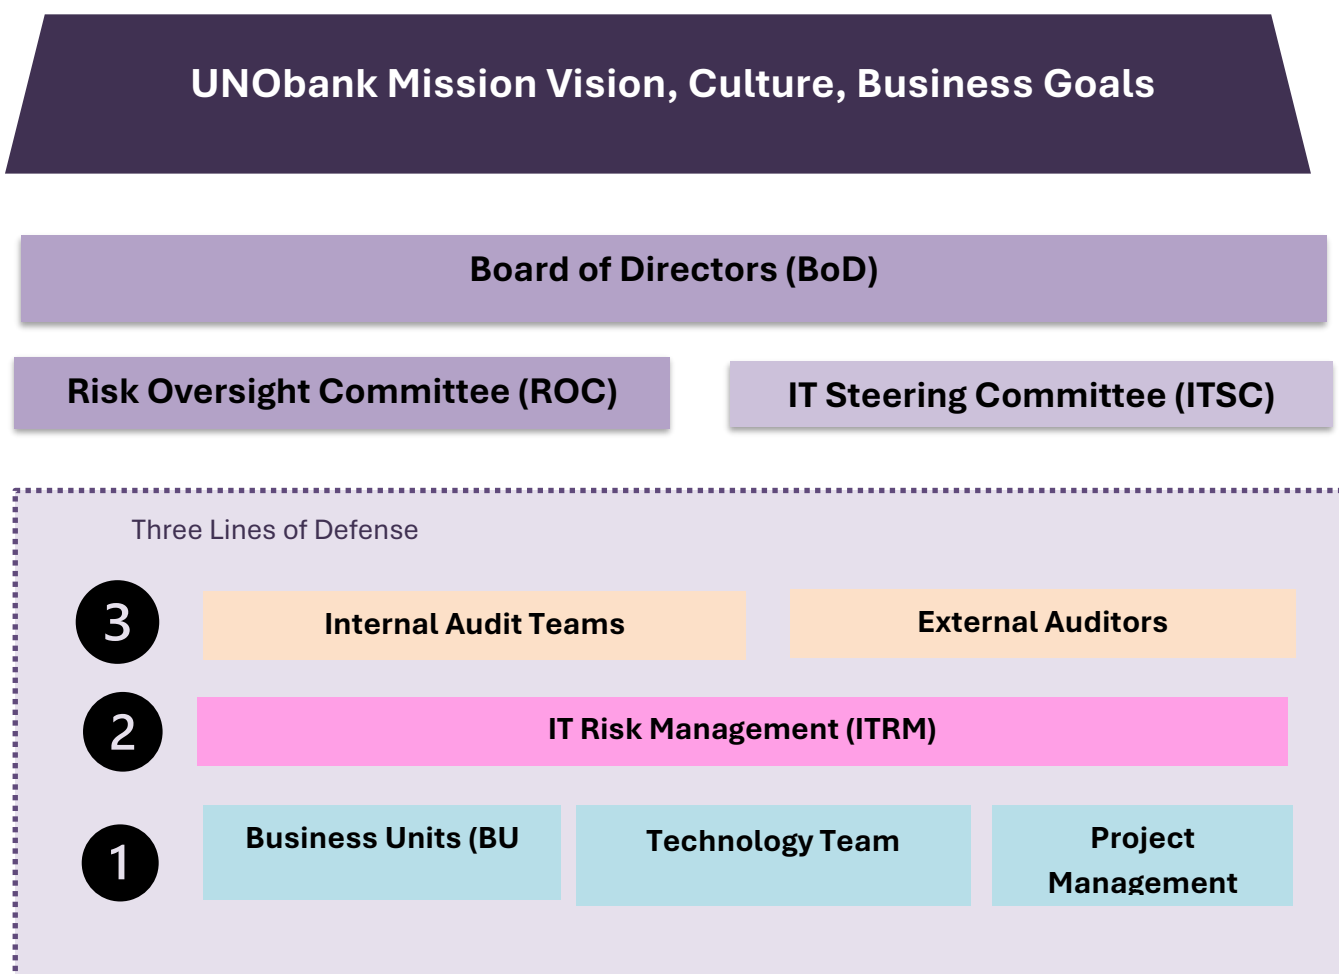 UNObank Mission Vision, Culture, Business Goals
Board of Directors (BoD)
Risk Oversight Committee (ROC)
IT Steering Committee (ITSC)
Three Lines of Defense
3
Internal Audit Teams
External Auditors
2
IT Risk Management (ITRM)
1
Business Units (BU
Technology Team
Project
Management